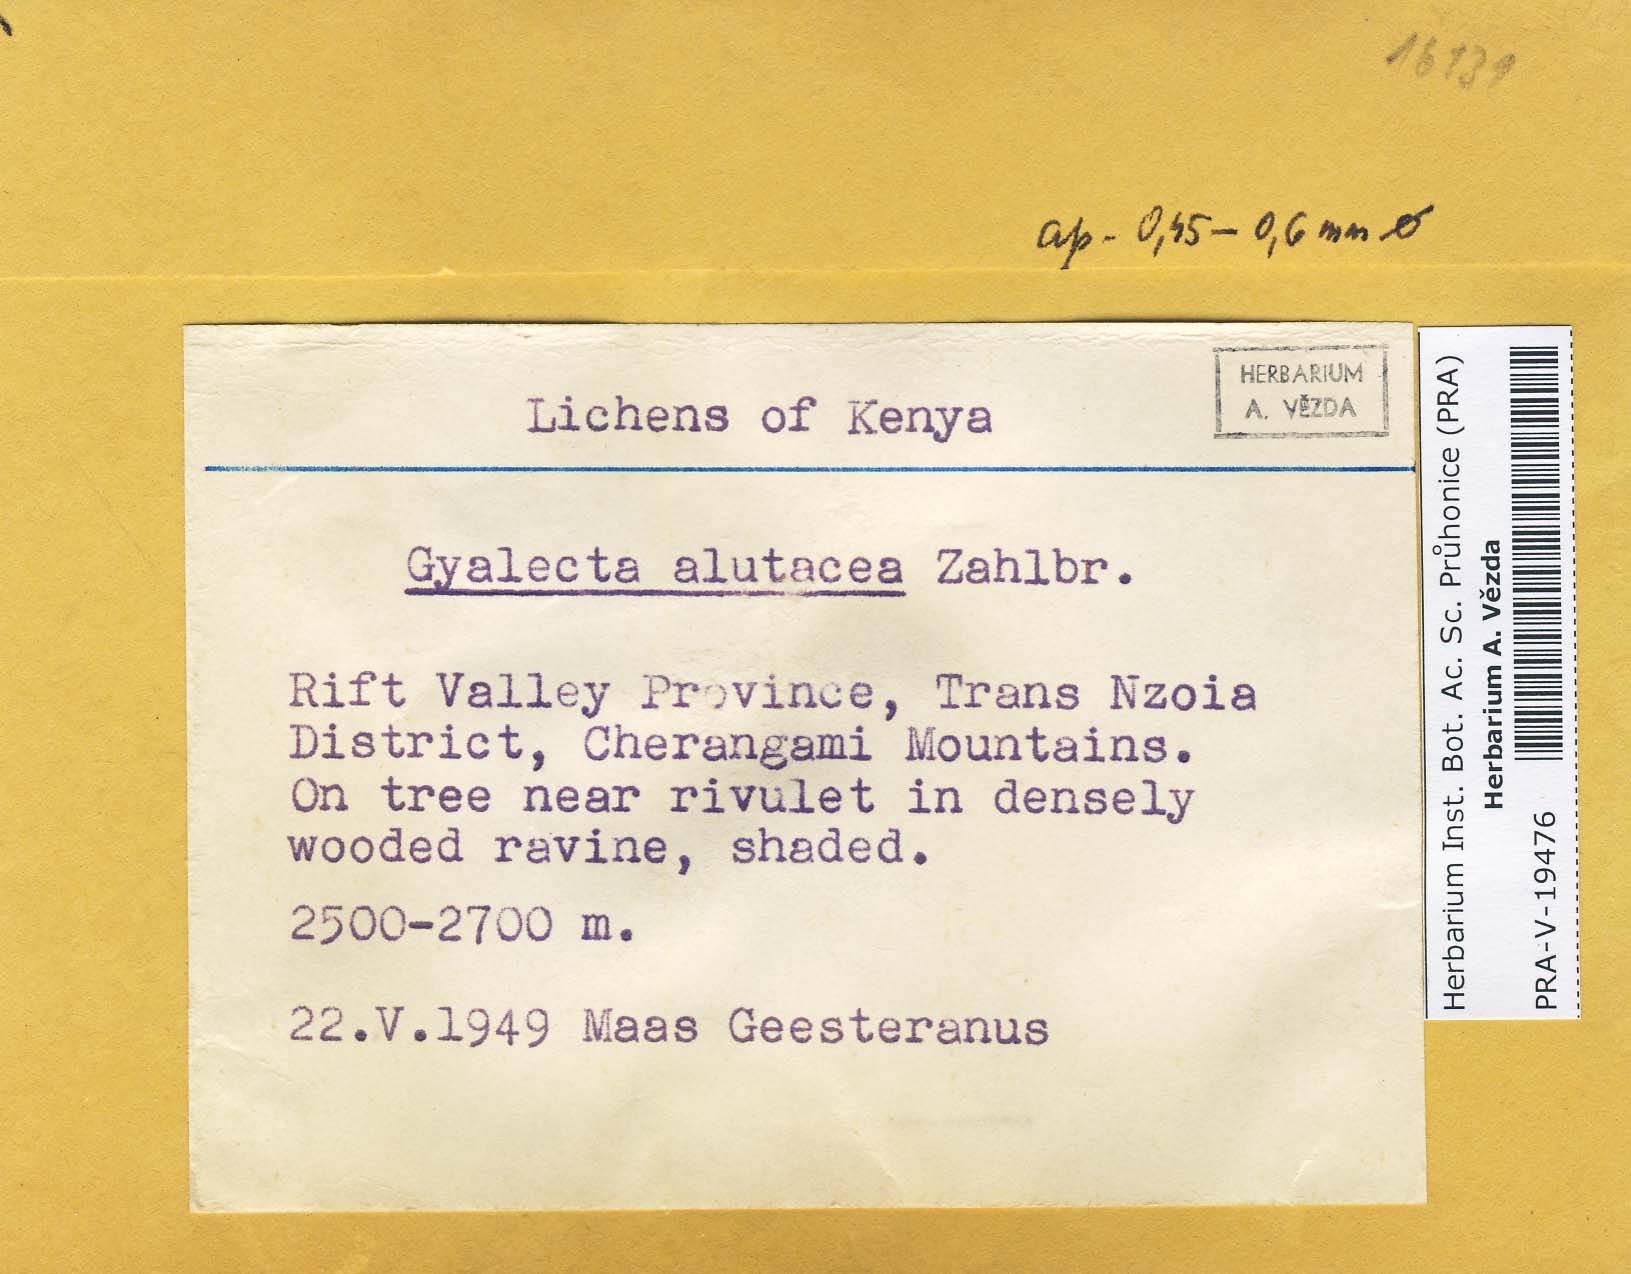 16131
ap. 0,45 – 0,6 mm ø
HERBARIUM
A. VĚZDA
Lichens of Kenya
Gyalecta alutacea Zahlbr.
Rift Valley Province, Trans Nzoia
District, Cherangami Mountains.
On tree near rivulet in densely
wooded ravine, shaded.
2500-2700 m.
22.V.1949 Maas Geesteranus
Herbarium Inst. Bot. Ac. Sc. Průhonice (PRA)
Herbarium A. Vězda
PRA-V-19476